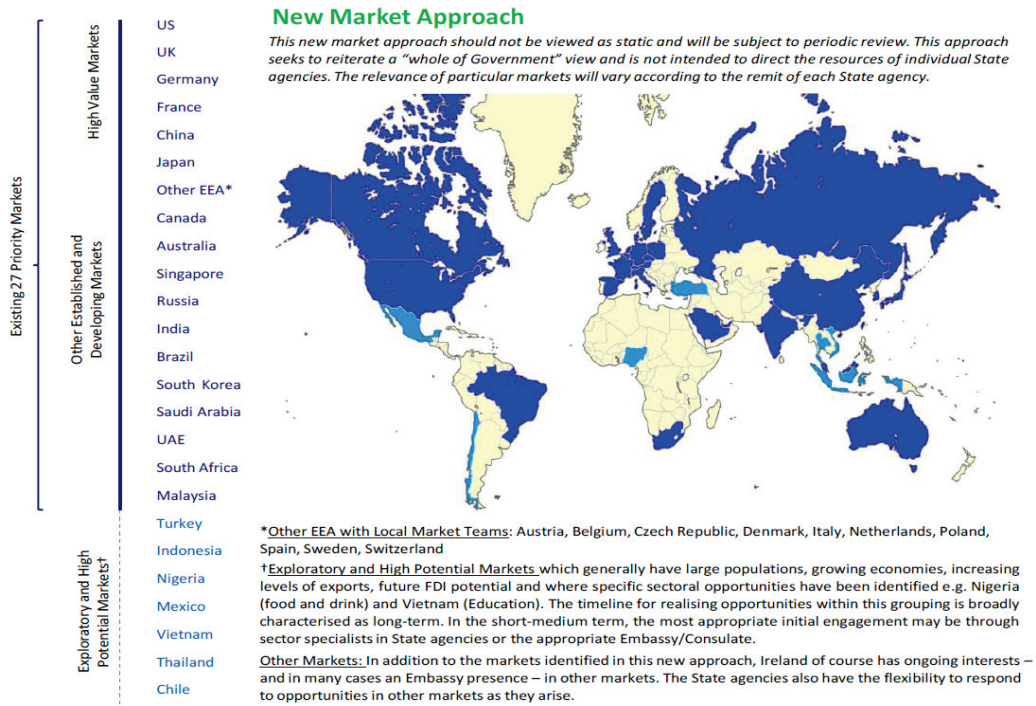 New Market Approach
This new market approach should not be viewed as static and will be subject to periodic review. This approach
seeks to reiterate a “whole of Government” view and is not intended to direct the resources of individual State
agencies. The relevance of particular markets will vary according to the remit of each State agency.
Existing 27 Priority Markets
High Value Markets
US
UK
Germany
France
China
Japan
Other Established and
Developing Markets
Other EEA*
Canada
Australia
Singapore
Russia
India
Brazil
South Korea
Saudi Arabia
UAE
South Africa
Malaysia
Exploratory and High
Potential Markets†
Turkey
Indonesia
Nigeria
Mexico
Vietnam
Thailand
Chile
*Other EEA with Local Market Teams: Austria, Belgium, Czech Republic, Denmark, Italy, Netherlands, Poland,
Spain, Sweden, Switzerland
†Exploratory and High Potential Markets which generally have large populations, growing economies, increasing
levels of exports, future FDI potential and where specific sectoral opportunities have been identified e.g. Nigeria
(food and drink) and Vietnam (Education). The timeline for realising opportunities within this grouping is broadly
characterised as long-term. In the short-medium term, the most appropriate initial engagement may be through
sector specialists in State agencies or the appropriate Embassy/Consulate.
Other Markets: In addition to the markets identified in this new approach, Ireland of course has ongoing interests –
and in many cases an Embassy presence – in other markets. The State agencies also have the flexibility to respond
to opportunities in other markets as they arise.